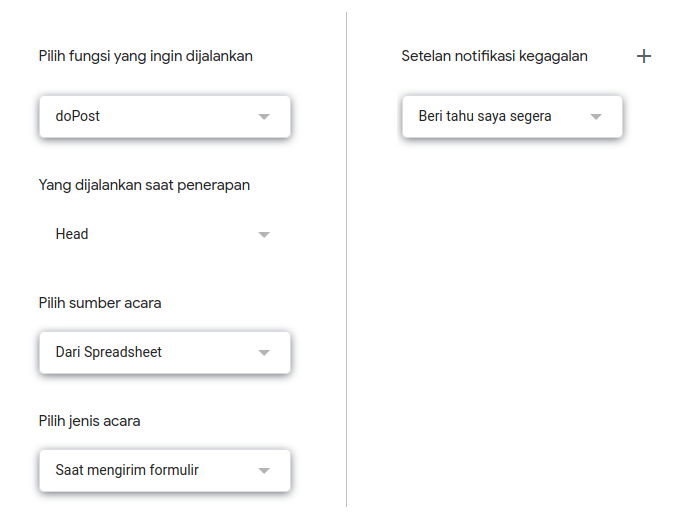 Pilih fungsi yang ingin dijalankan
doPost
Yang dijalankan saat penerapan
Head
Pilih sumber acara
Dari Spreadsheet
Pilih jenis acara
Saat mengirim formulir
Setelan notifikasi kegagalan
Beri tahu saya segera